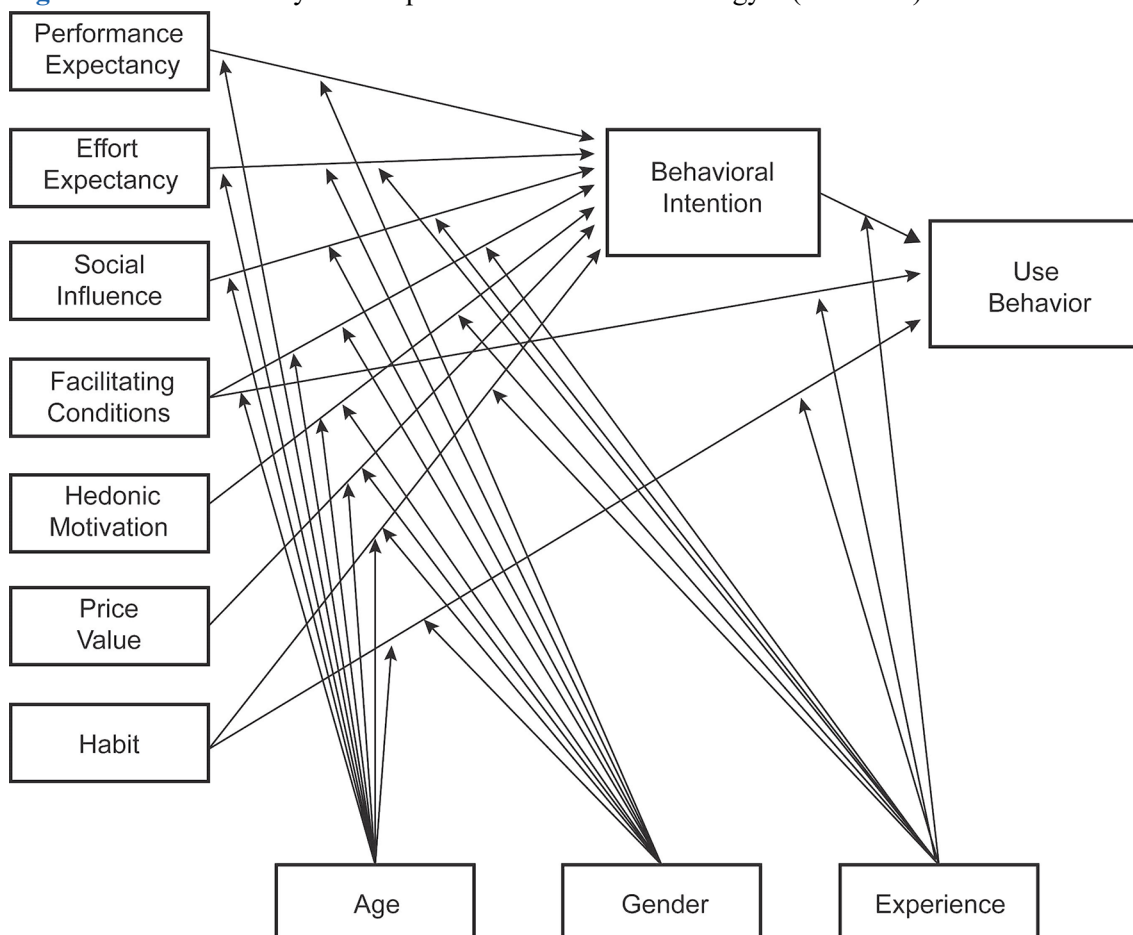 Performance
Expectancy
Effort
Expectancy
Social
Influence
Facilitating
Conditions
Hedonic
Motivation
Price
Value
Habit
Behavioral
Intention
Use
Behavior
Age
Gender
Experience